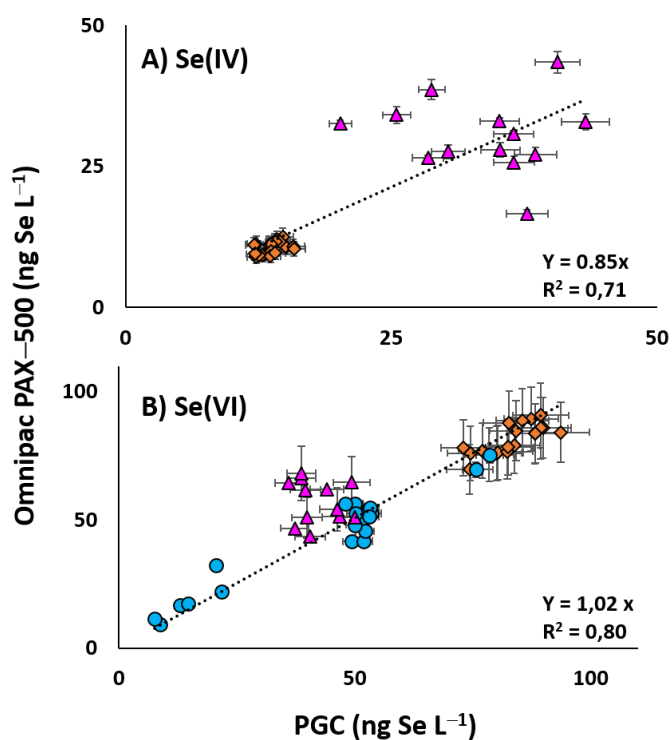 Omnipac PAX–500 (ng Se L⁻¹)
50
A) Se(IV)
25
Y = 0.85x
R² = 0,71
0
0
25
50
100
B) Se(VI)
50
Y = 1,02 x
R² = 0,80
0
0
50
100
PGC (ng Se L⁻¹)